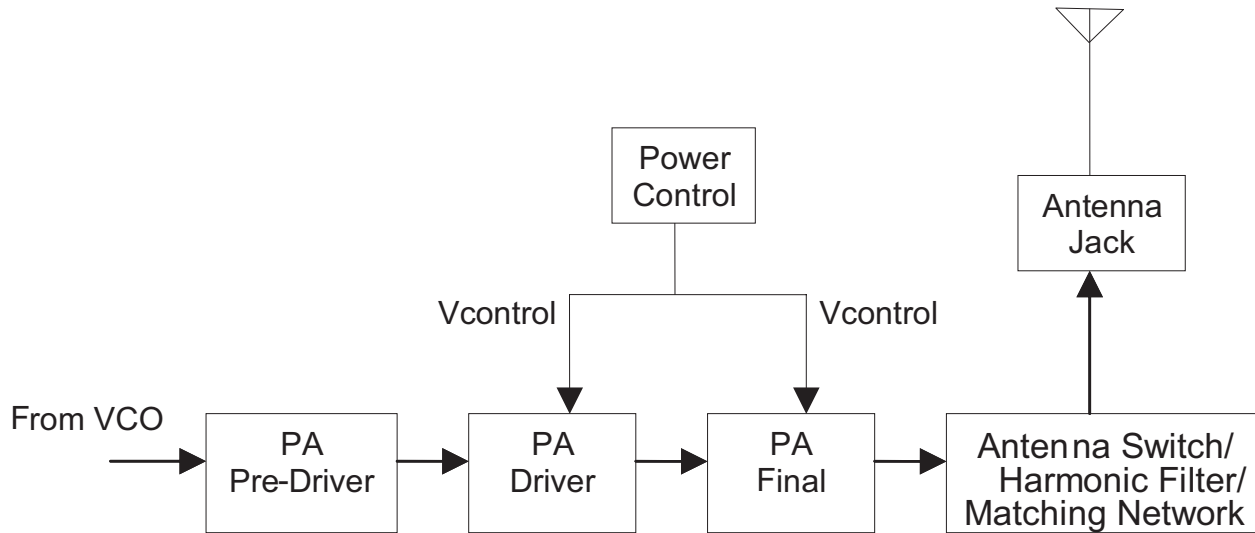 Power
Control
Antenna
Jack
Vcontrol
Vcontrol
From VCO
PA
Pre-Driver
PA
Driver
PA
Final
Antenna Switch/
Harmonic Filter/
Matching Network